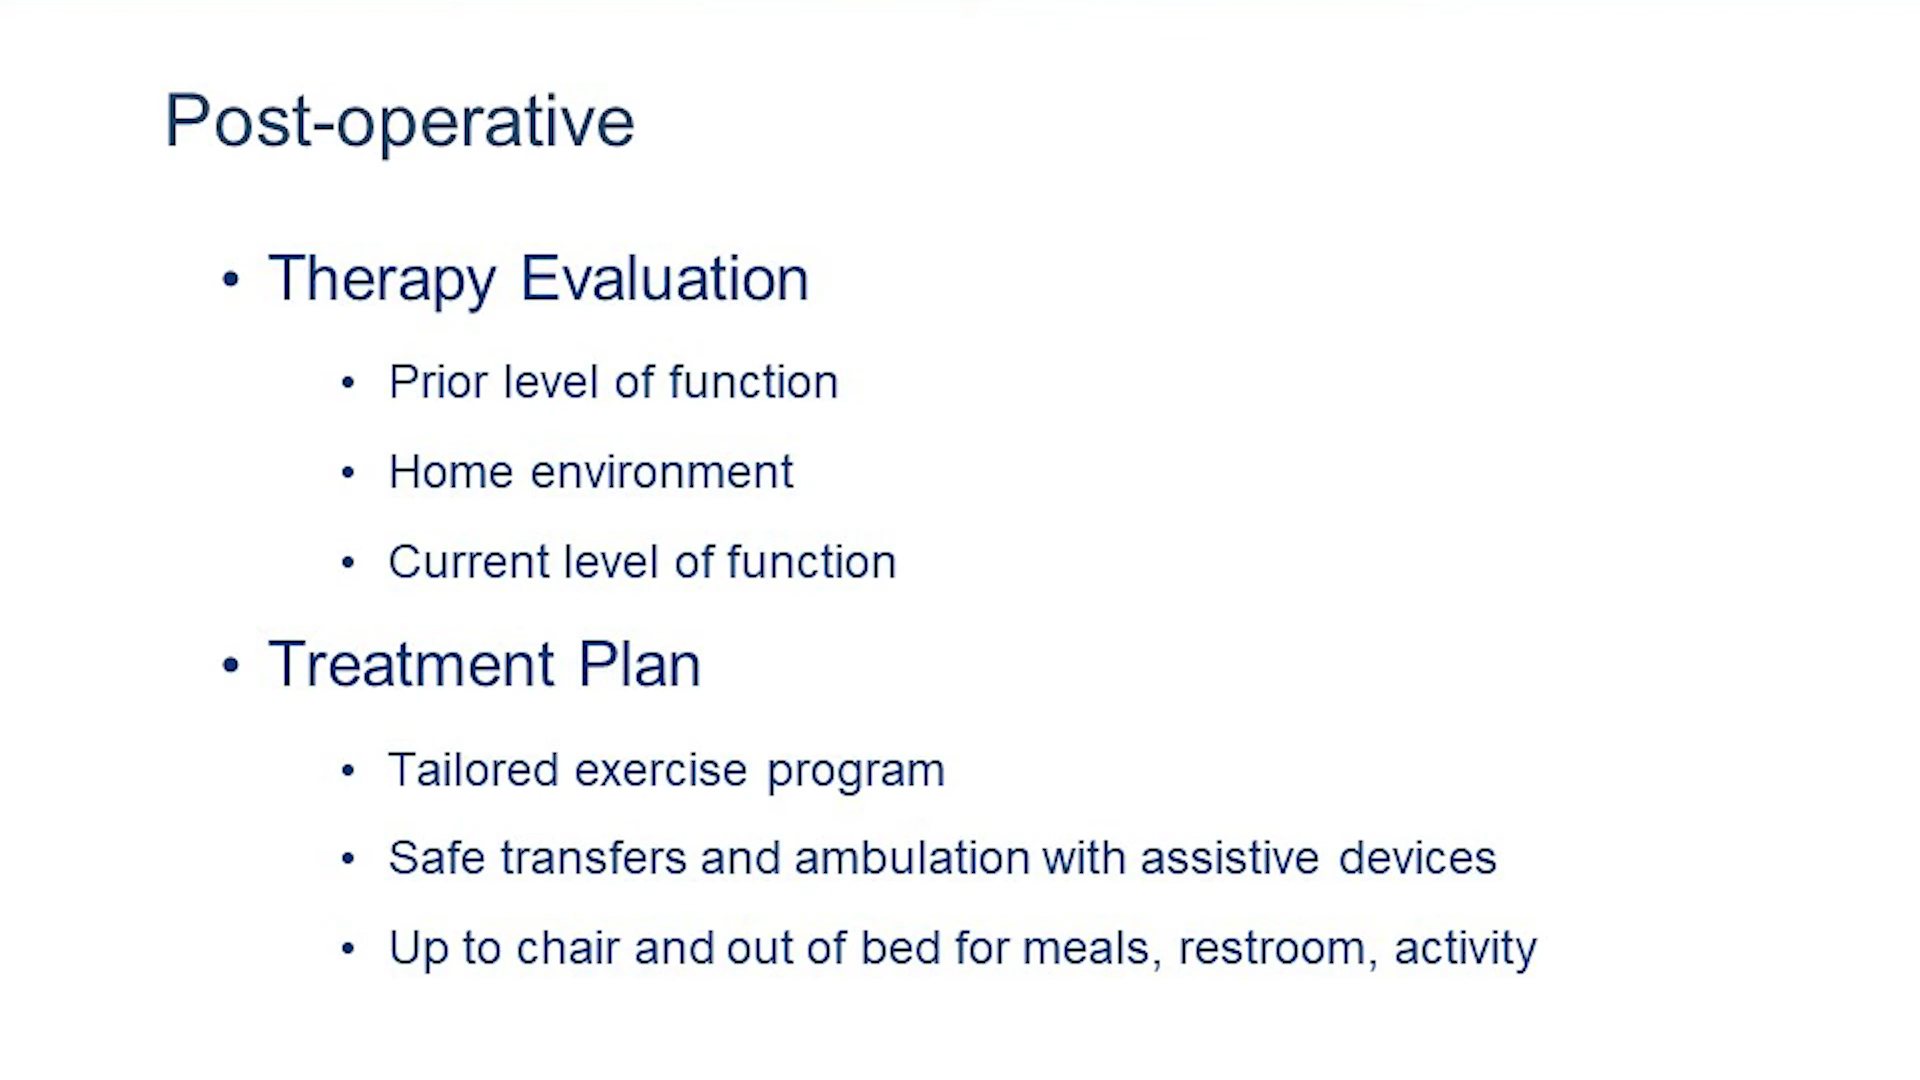 Post-operative
• Therapy Evaluation
• Prior level of function
• Home environment
• Current level of function
• Treatment Plan
• Tailored exercise program
• Safe transfers and ambulation with assistive devices
• Up to chair and out of bed for meals, restroom, activity